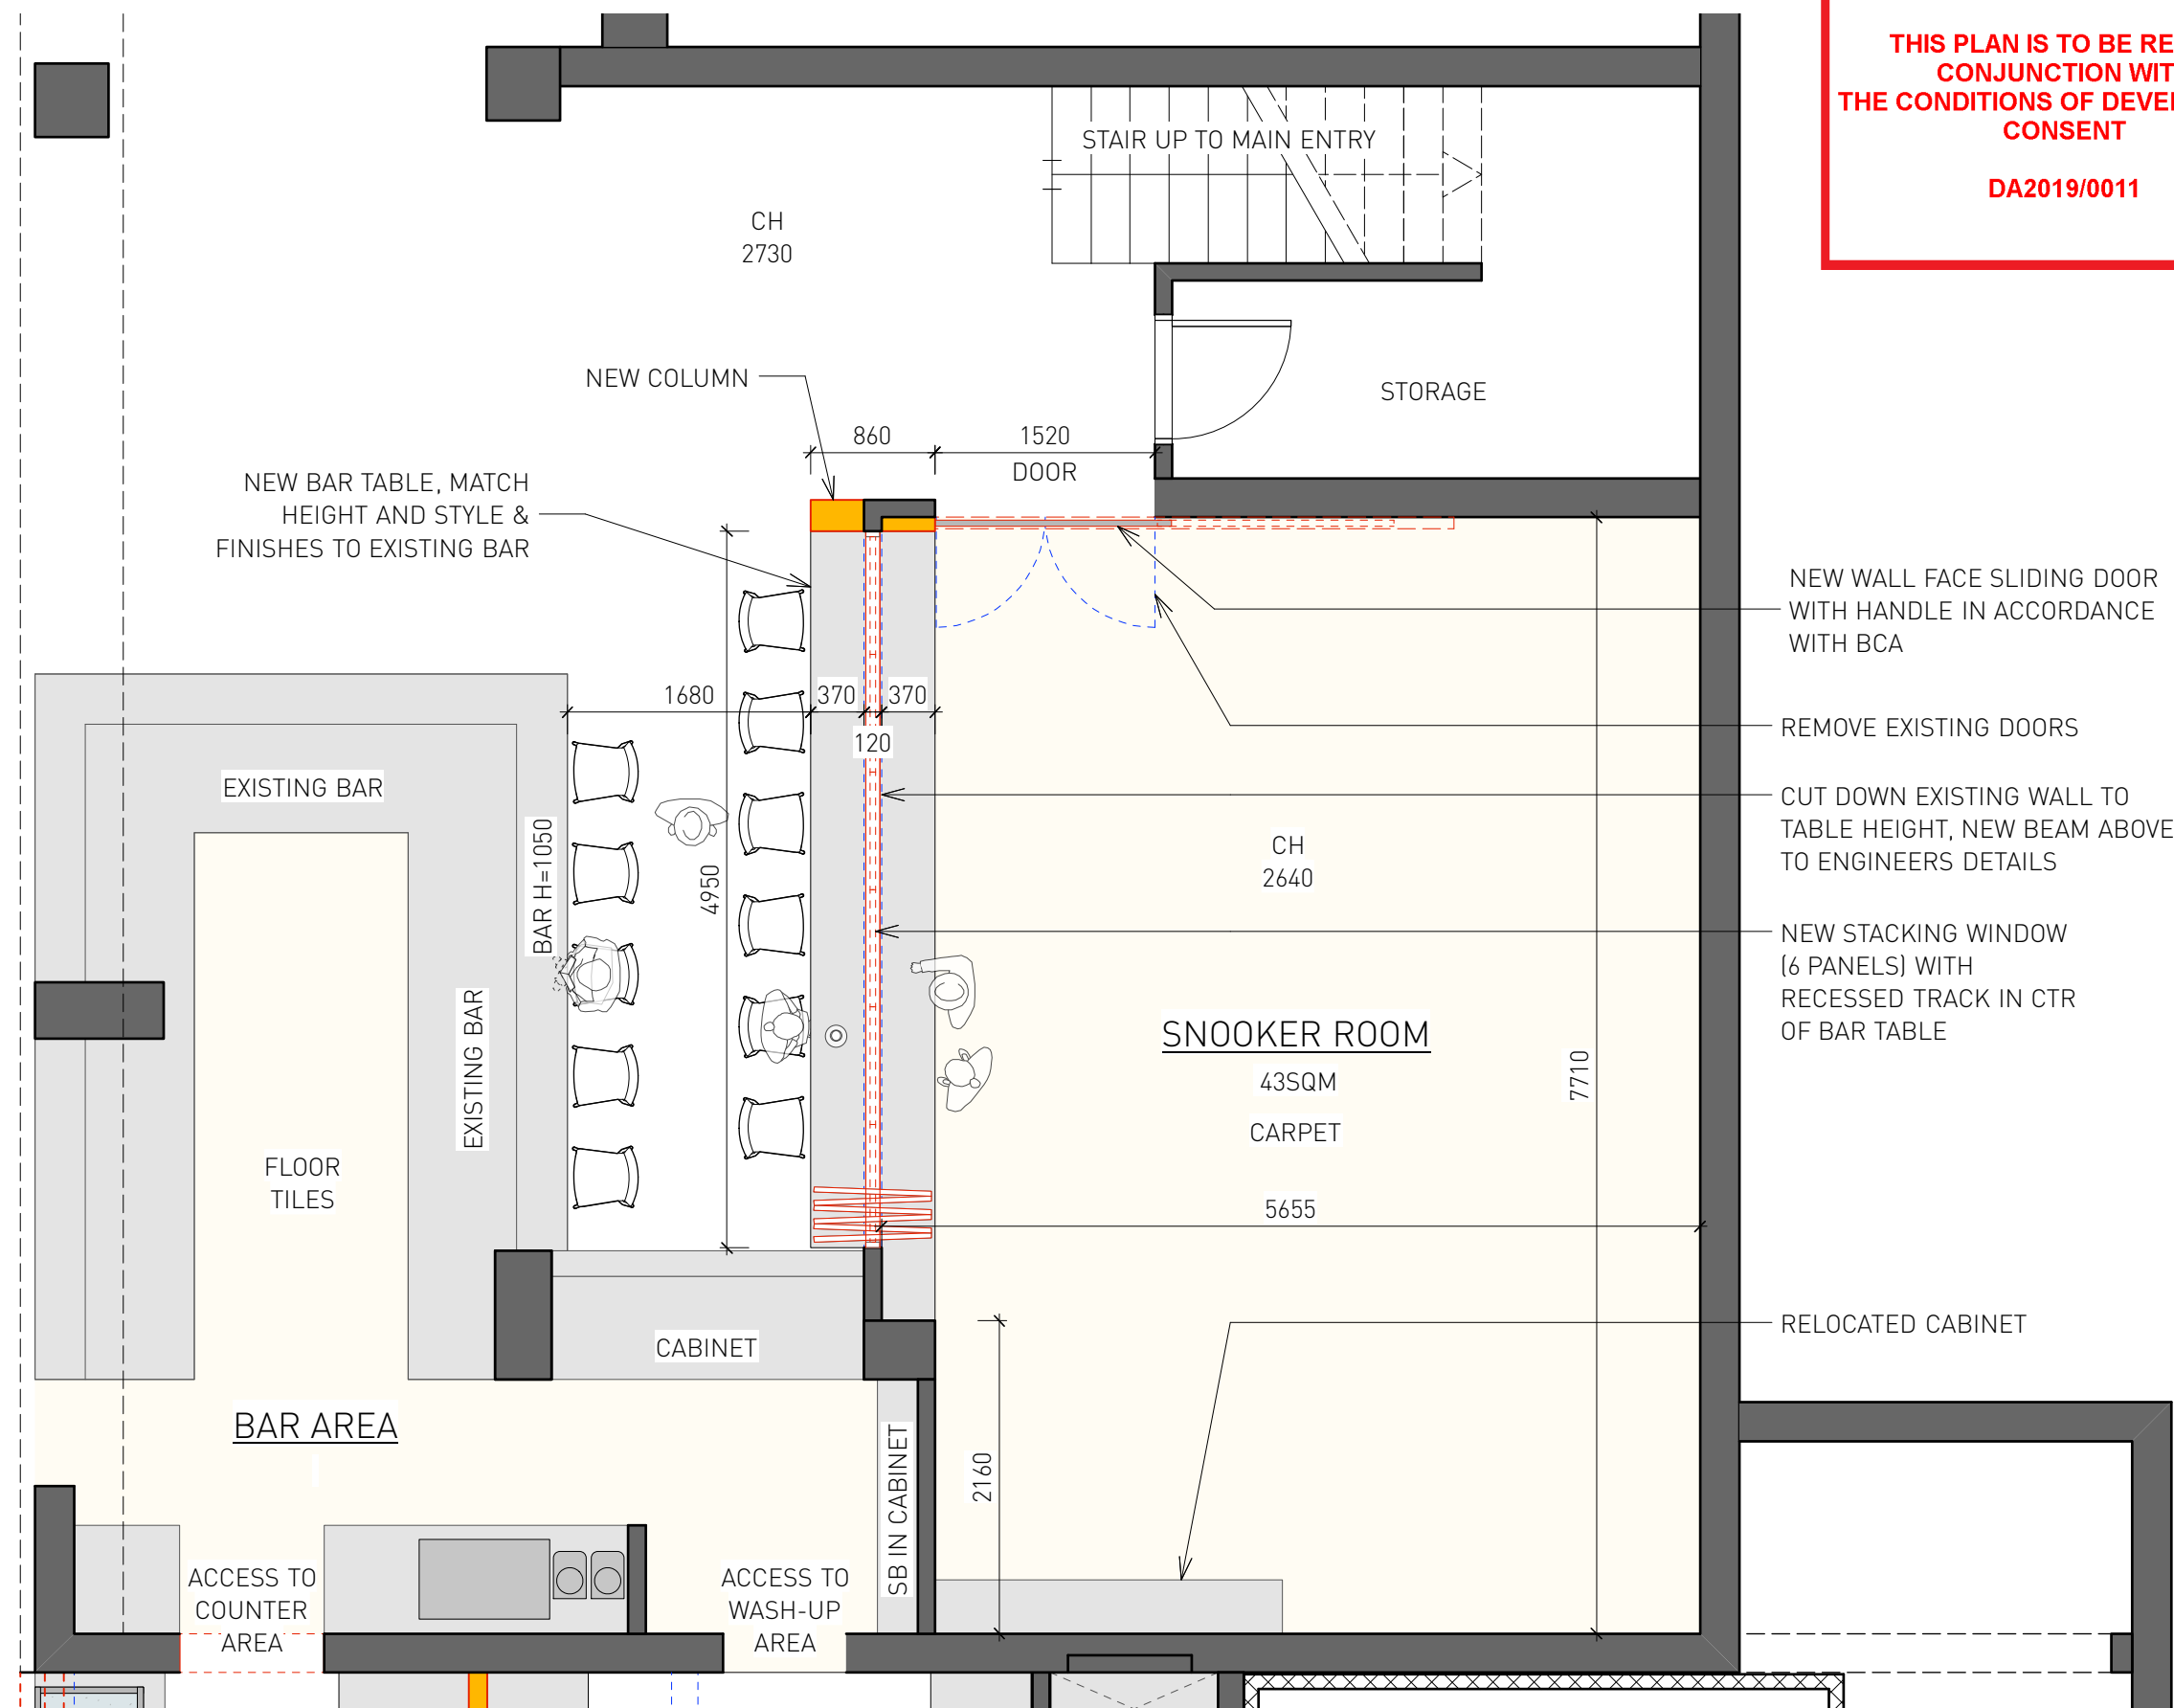 THIS PLAN IS TO BE RE
CONJUNCTION WIT
THE CONDITIONS OF DEVE
CONSENT
DA2019/0011
STAIR UP TO MAIN ENTRY
CH
2730
NEW COLUMN
STORAGE
860
1520
DOOR
NEW BAR TABLE, MATCH
HEIGHT AND STYLE &
FINISHES TO EXISTING BAR
NEW WALL FACE SLIDING DOOR
WITH HANDLE IN ACCORDANCE
WITH BCA
1680
370
370
120
REMOVE EXISTING DOORS
EXISTING BAR
CUT DOWN EXISTING WALL TO
TABLE HEIGHT, NEW BEAM ABOVE
TO ENGINEERS DETAILS
BAR H=1050
4950
CH
2640
NEW STACKING WINDOW
(6 PANELS) WITH
RECESSED TRACK IN CTR
OF BAR TABLE
EXISTING BAR
SNOOKER ROOM
43SQM
CARPET
7710
FLOOR
TILES
5655
CABINET
RELOCATED CABINET
BAR AREA
SB IN CABINET
2160
ACCESS TO
COUNTER
AREA
ACCESS TO
WASH-UP
AREA